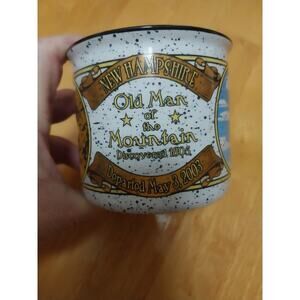 NEW HAMPSHIRE
Old Man
of
the
Mountain
Discovered 1805
Departed May 3, 2003